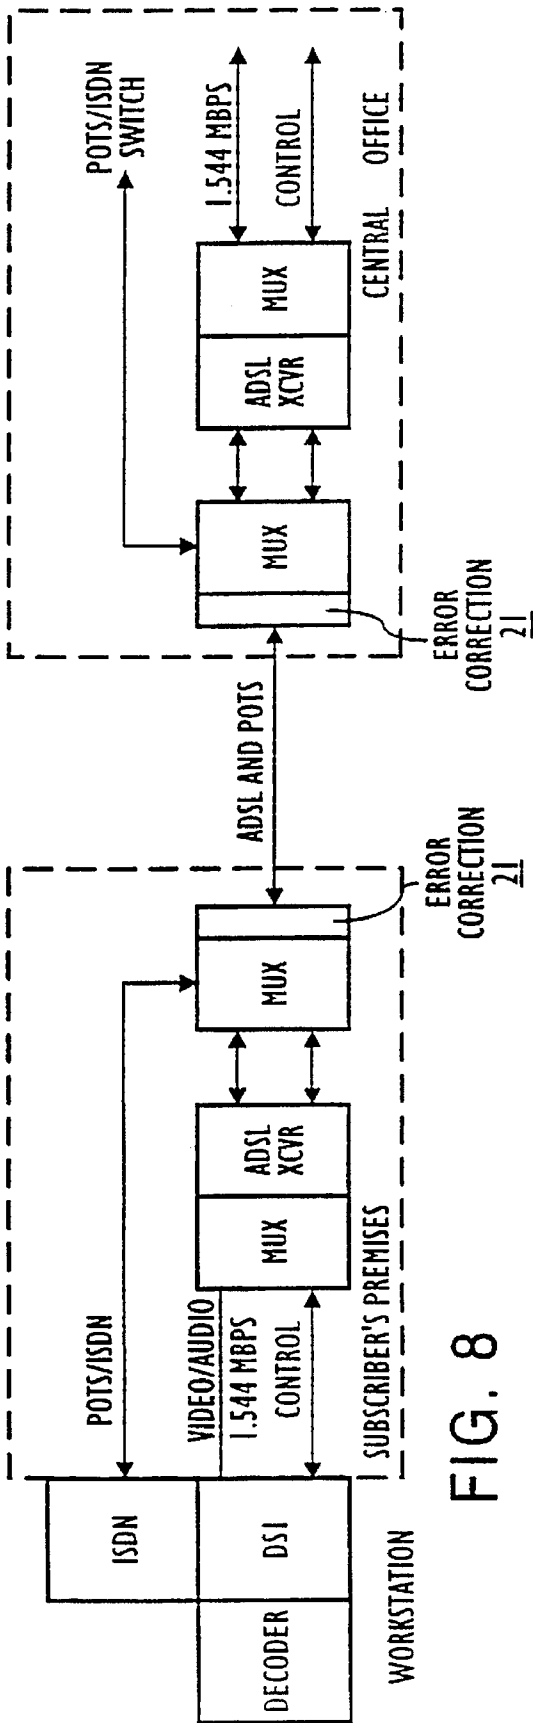 POTS/ISDN
SWITCH
1.544 MBPS
CONTROL
MUX
ADSL
XCVR
MUX
CENTRAL OFFICE
ERROR
CORRECTION
21
ADSL AND POTS
ERROR
CORRECTION
21
MUX
ADSL
XCVR
MUX
POTS/ISDN
VIDEO/AUDIO
1.544 MBPS
CONTROL
SUBSCRIBER'S PREMISES
ISDN
DSI
DECODER
WORKSTATION
FIG. 8